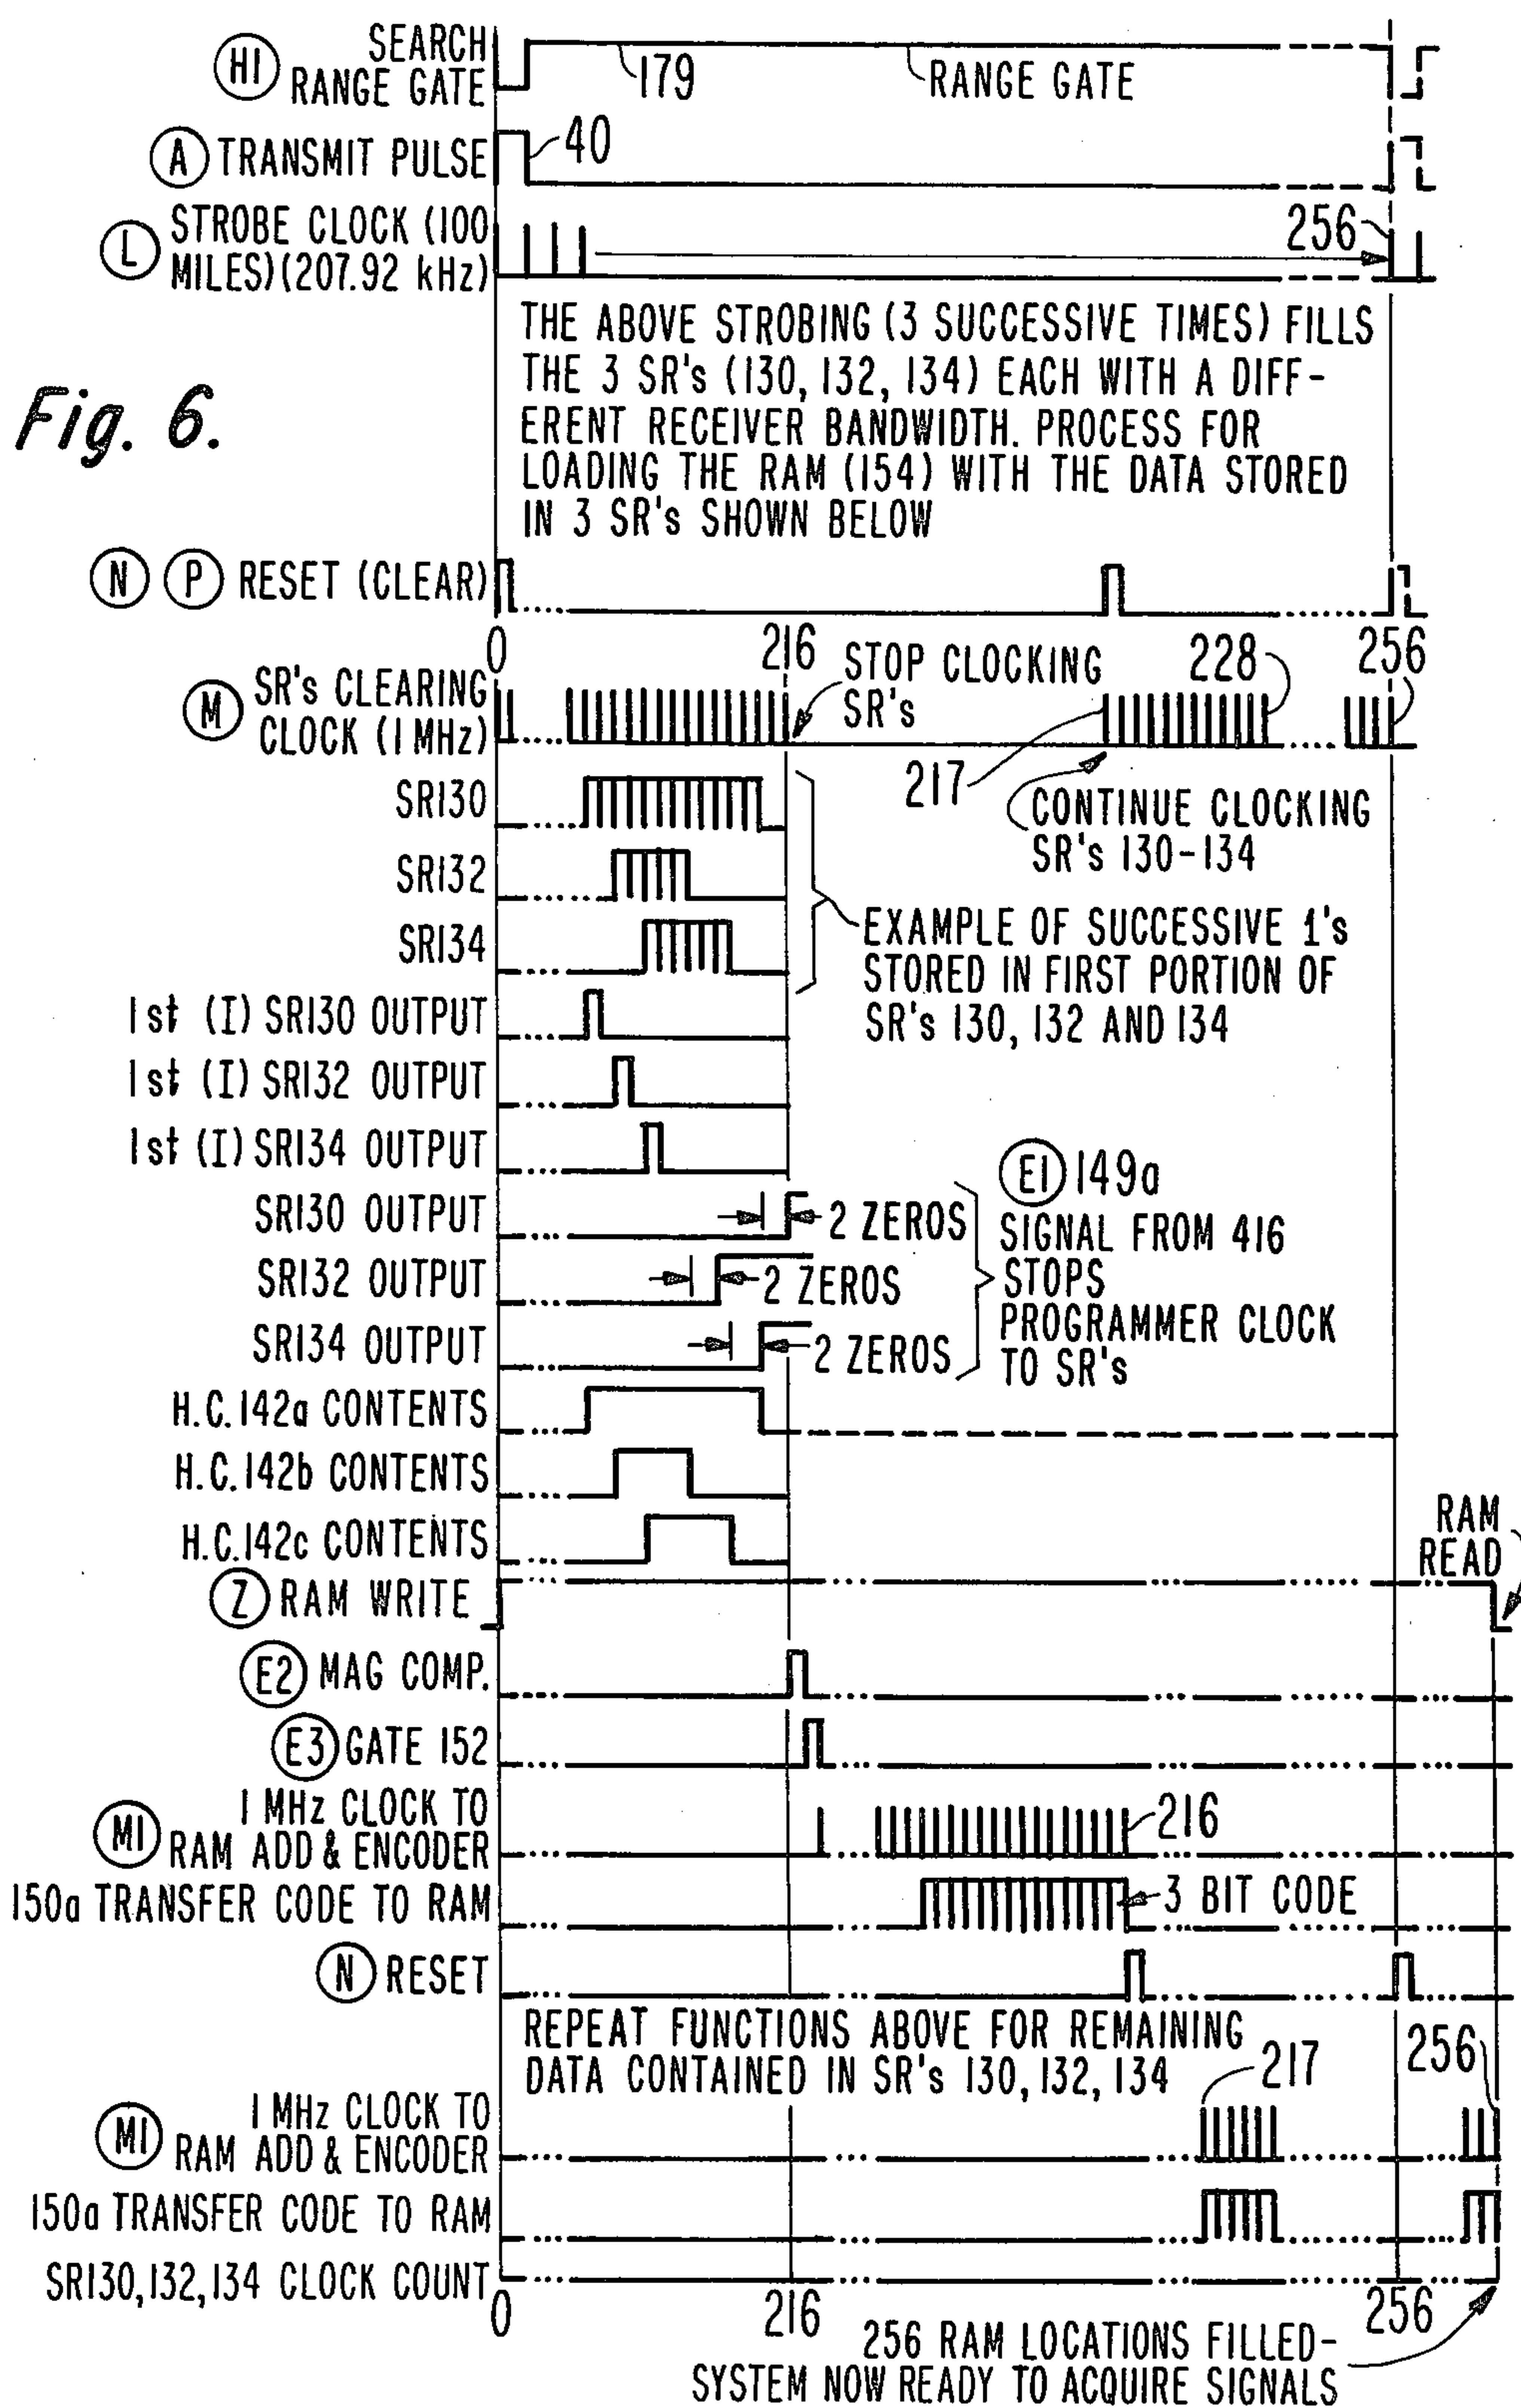 H1 SEARCH
RANGE GATE
179
RANGE GATE
A TRANSMIT PULSE
40
L STROBE CLOCK (100
MILES) (207.92 kHz)
256
THE ABOVE STROBING (3 SUCCESSIVE TIMES) FILLS
THE 3 SR's (130, 132, 134) EACH WITH A DIFF-
ERENT RECEIVER BANDWIDTH. PROCESS FOR
LOADING THE RAM (154) WITH THE DATA STORED
IN 3 SR's SHOWN BELOW
Fig. 6.
N P RESET (CLEAR)
0
216
256
M SR's CLEARING
CLOCK (1 MHz)
STOP CLOCKING
SR's
228
217
CONTINUE CLOCKING
SR's 130-134
SR130
SR132
SR134
EXAMPLE OF SUCCESSIVE 1's
STORED IN FIRST PORTION OF
SR's 130, 132 AND 134
1st (I) SR130 OUTPUT
1st (I) SR132 OUTPUT
1st (I) SR134 OUTPUT
SR130 OUTPUT
2 ZEROS
SR132 OUTPUT
2 ZEROS
SR134 OUTPUT
2 ZEROS
E1 149a
SIGNAL FROM 416
STOPS
PROGRAMMER CLOCK
TO SR's
H.C.142a CONTENTS
H.C.142b CONTENTS
H.C.142c CONTENTS
RAM
READ
Z RAM WRITE
E2 MAG COMP.
E3 GATE 152
M1 1 MHz CLOCK TO
RAM ADD & ENCODER
216
150a TRANSFER CODE TO RAM
3 BIT CODE
N RESET
REPEAT FUNCTIONS ABOVE FOR REMAINING
DATA CONTAINED IN SR's 130, 132, 134
217
256
M1 1 MHz CLOCK TO
RAM ADD & ENCODER
150a TRANSFER CODE TO RAM
SR130,132,134 CLOCK COUNT
0
216
256
256 RAM LOCATIONS FILLED-
SYSTEM NOW READY TO ACQUIRE SIGNALS